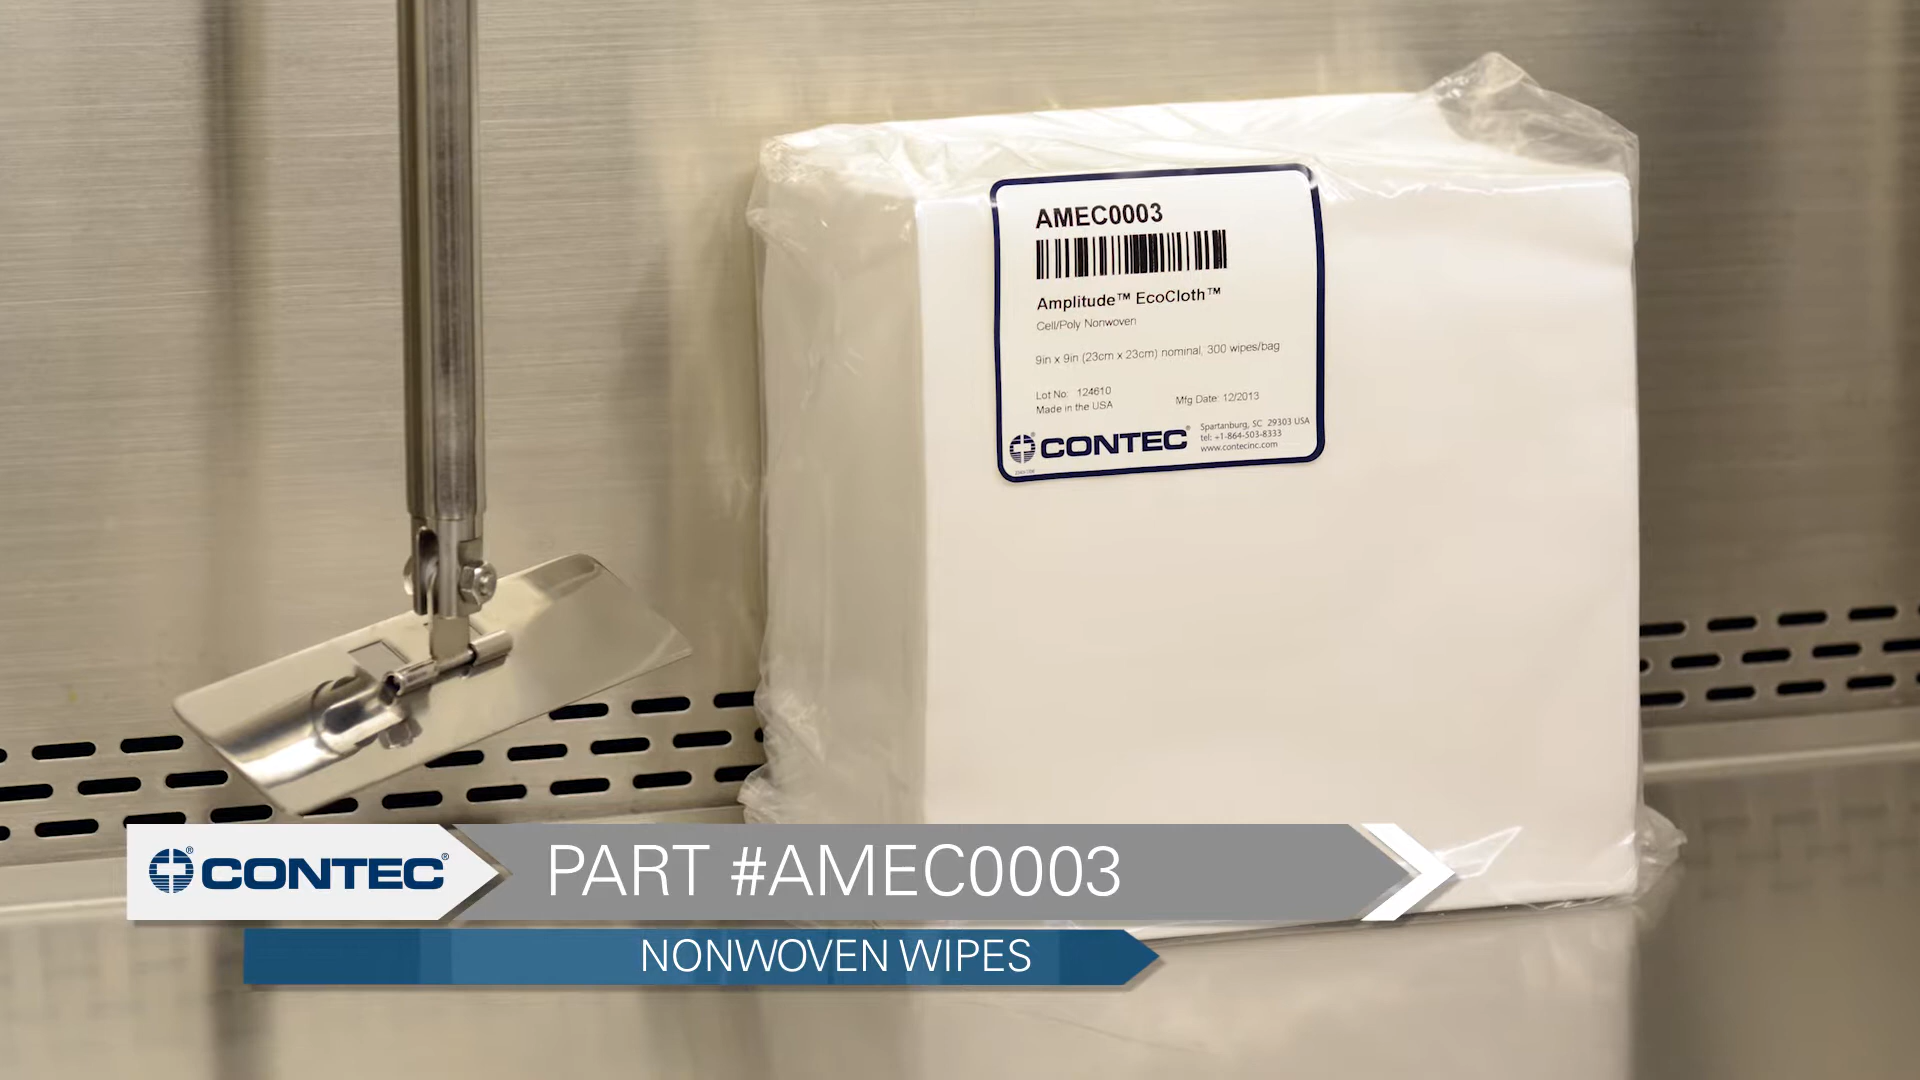 AMEC0003
Amplitude™ EcoCloth™
Cell/Poly Nonwoven
9in x 9in (23cm x 23cm) nominal, 300 wipes/bag
Lot No: 124610
Made in the USA
Mfg Date: 12/2013
CONTEC®
Spartanburg, SC 29303 USA
tel: +1-864-503-8333
www.contecinc.com
CONTEC®
PART #AMEC0003
NONWOVEN WIPES